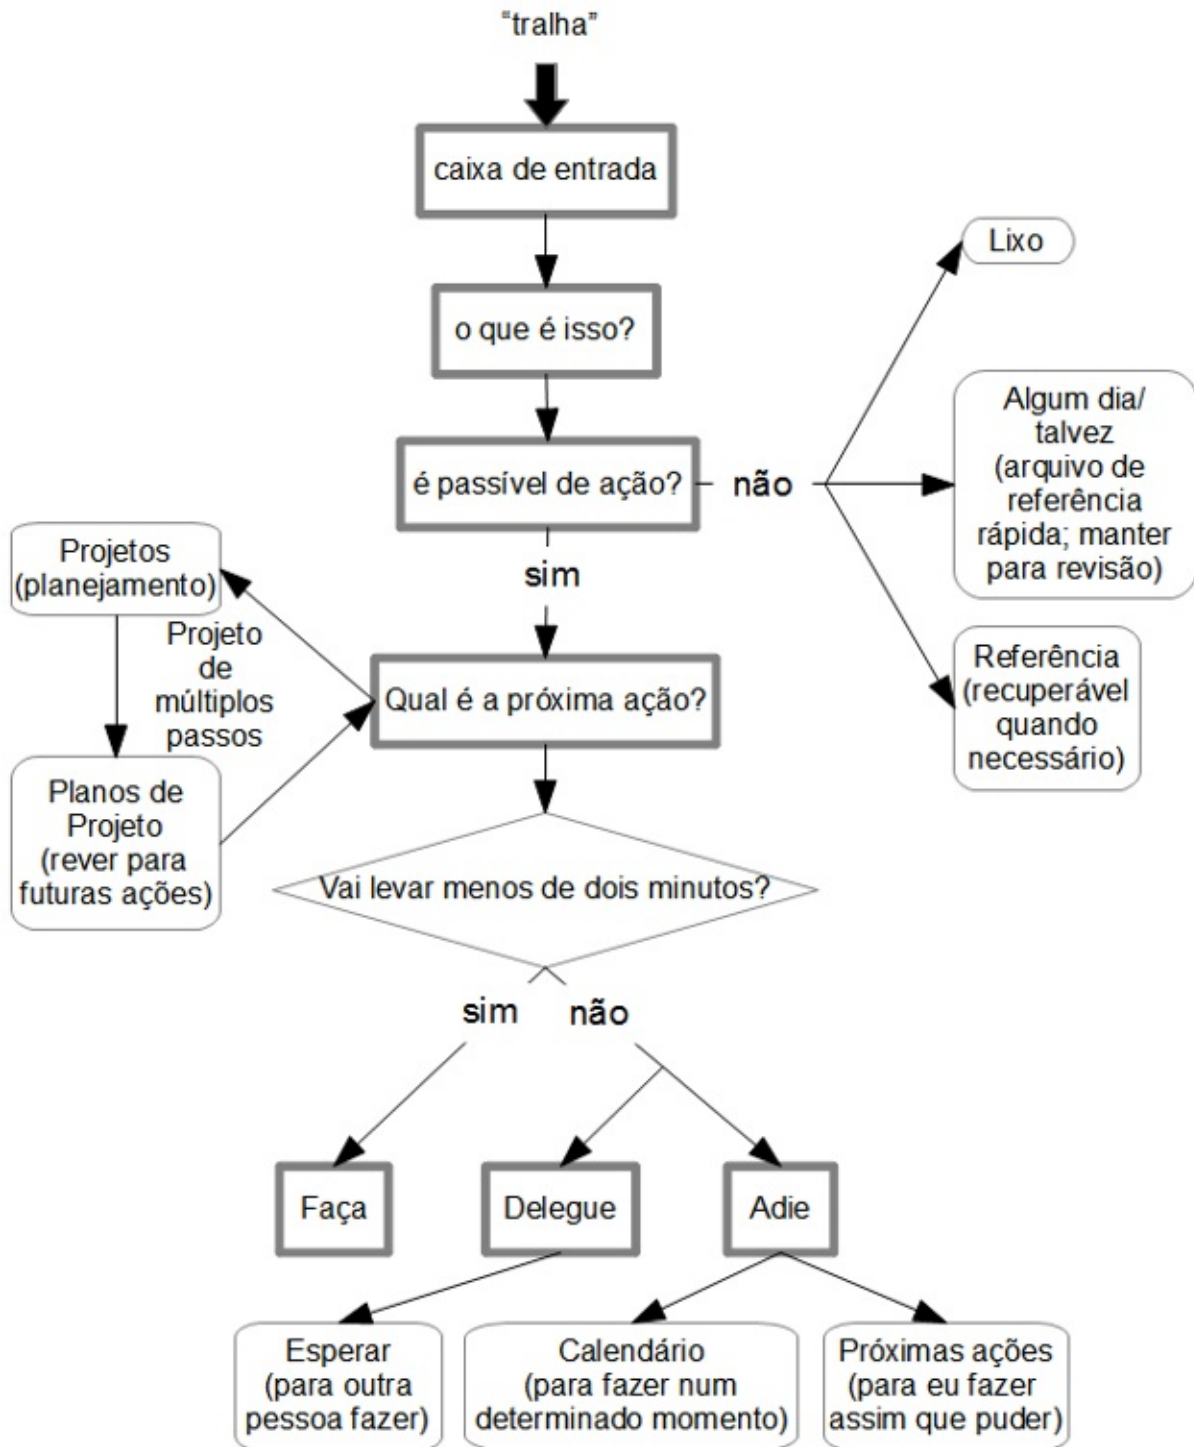 “tralha”
caixa de entrada
o que é isso?
é passível de ação?
não
Lixo
Algum dia/
talvez
(arquivo de
referência
rápida; manter
para revisão)
Referência
(recuperável
quando
necessário)
sim
Qual é a próxima ação?
Projetos
(planejamento)
Projeto
de
múltiplos
passos
Planos de
Projeto
(rever para
futuras ações)
Vai levar menos de dois minutos?
sim
não
Faça
Delegue
Adie
Esperar
(para outra
pessoa fazer)
Calendário
(para fazer num
determinado momento)
Próximas ações
(para eu fazer
assim que puder)